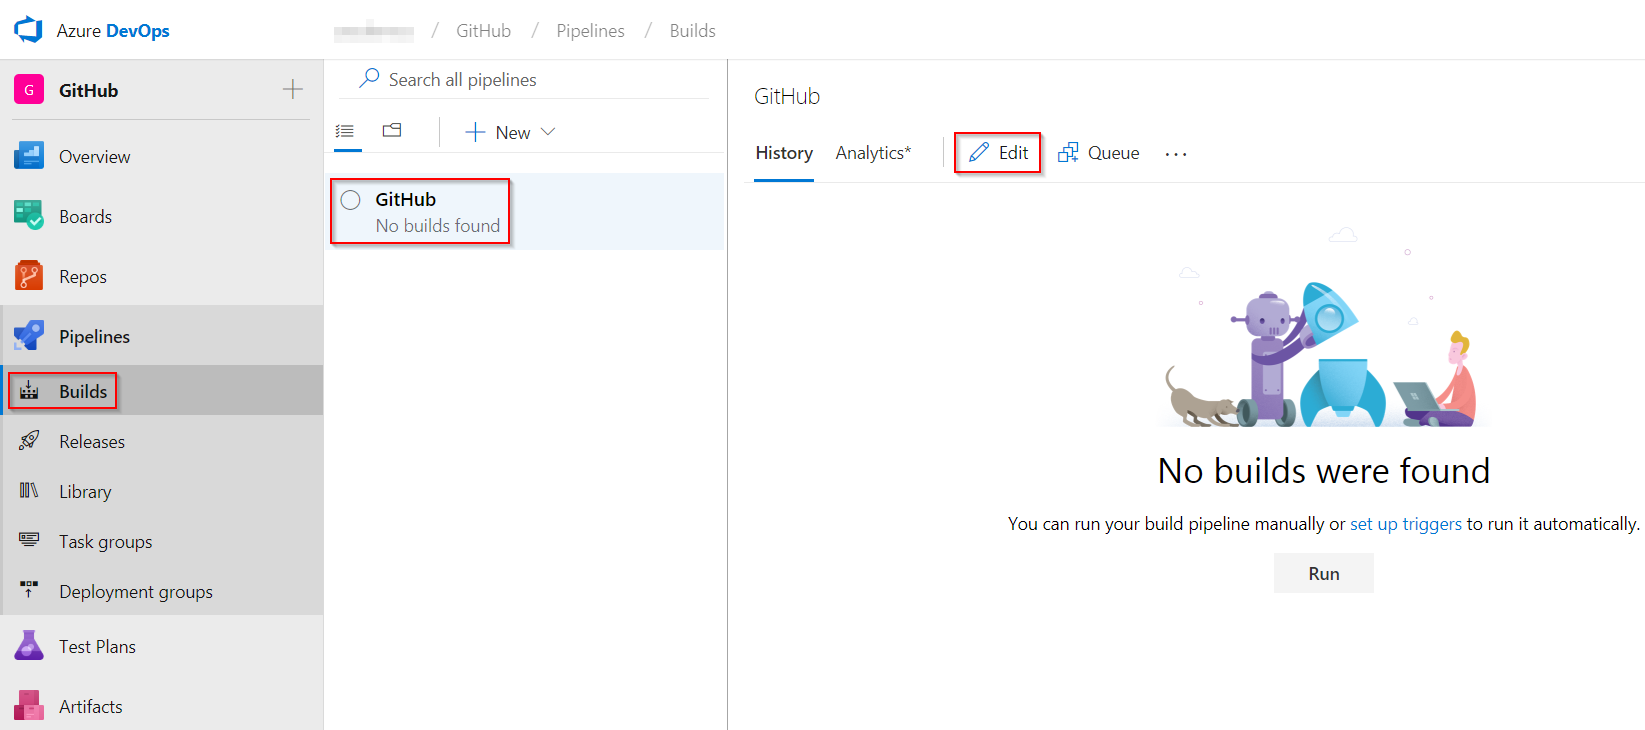 Azure DevOps
/ GitHub / Pipelines / Builds
G GitHub
Overview
Boards
Repos
Pipelines
Builds
Releases
Library
Task groups
Deployment groups
Test Plans
Artifacts
Search all pipelines
New
GitHub
No builds found
GitHub
History Analytics* Edit Queue ...
No builds were found
You can run your build pipeline manually or set up triggers to run it automatically.
Run